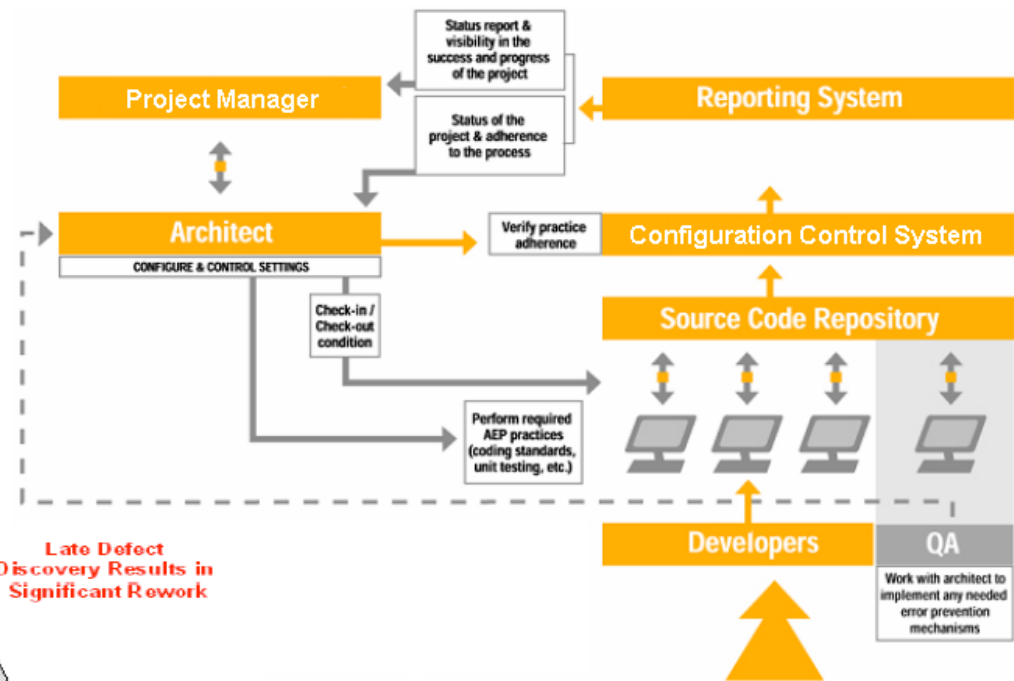 Status report &
visibility in the
success and progress
of the project
Project Manager
Reporting System
Status of the
project & adherence
to the process
Architect
Verify practice
adherence
Configuration Control System
CONFIGURE & CONTROL SETTINGS
Check-in /
Check-out
condition
Source Code Repository
Perform required
AEP practices
(coding standards,
unit testing, etc.)
Developers
QA
Late Defect
Discovery Results in
Significant Rework
Work with architect to
implement any needed
error prevention
mechanisms